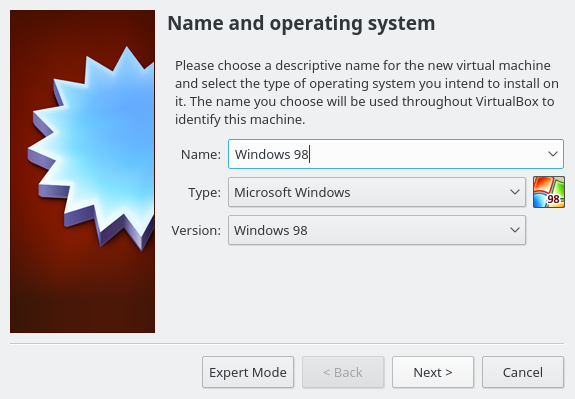 Name and operating system
Please choose a descriptive name for the new virtual machine
and select the type of operating system you intend to install on
it. The name you choose will be used throughout VirtualBox to
identify this machine.
Name: Windows 98
Type: Microsoft Windows 98
Version: Windows 98
Expert Mode < Back Next > Cancel